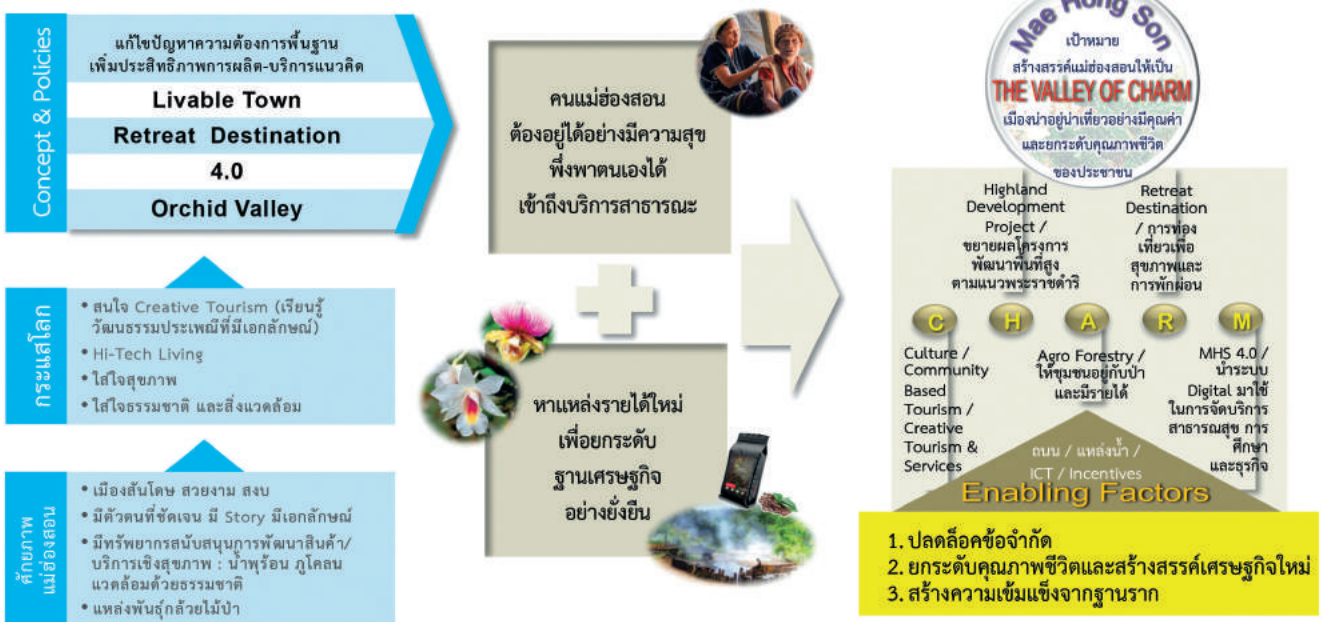 Concept & Policies
แก้ไขปัญหาความต้องการพื้นฐาน
เพิ่มประสิทธิภาพการผลิต-บริการแนวคิด
Livable Town
Retreat Destination
4.0
Orchid Valley
กระแสโลก
• สนใจ Creative Tourism (เรียนรู้
วัฒนธรรมประเพณีที่มีเอกลักษณ์)
• Hi-Tech Living
• ใส่ใจสุขภาพ
• ใส่ใจธรรมชาติ และสิ่งแวดล้อม
ศักยภาพ
แม่ฮ่องสอน
• เมืองสันโดษ สวยงาม สงบ
• มีตัวตนที่ชัดเจน มี Story มีเอกลักษณ์
• มีทรัพยากรสนับสนุนการพัฒนาสินค้า/
บริการเชิงสุขภาพ : น้ำพุร้อน ภูโคลน
แวดล้อมด้วยธรรมชาติ
• แหล่งพันธุ์กล้วยไม้ป่า
คนแม่ฮ่องสอน
ต้องอยู่ได้อย่างมีความสุข
พึ่งพาตนเองได้
เข้าถึงบริการสาธารณะ
หาแหล่งรายได้ใหม่
เพื่อยกระดับ
ฐานเศรษฐกิจ
อย่างยั่งยืน
Mae Hong Son
เป้าหมาย
สร้างสรรค์แม่ฮ่องสอนให้เป็น
THE VALLEY OF CHARM
เมืองน่าอยู่น่าเที่ยวอย่างมีคุณค่า
และยกระดับคุณภาพชีวิต
ของประชาชน
Highland
Development
Project /
ขยายผลโครงการ
พัฒนาพื้นที่สูง
ตามแนวพระราชดำริ
Retreat
Destination
/ การท่อง
เที่ยวเพื่อ
สุขภาพและ
การพักผ่อน
C H A R M
Culture /
Community
Based
Tourism /
Creative
Tourism &
Services
Agro Forestry /
ให้ชุมชนอยู่กับป่า
และมีรายได้
MHS 4.0 /
นำระบบ
Digital มาใช้
ในการจัดบริการ
สาธารณสุข การ
ศึกษา
และธุรกิจ
ถนน / แหล่งน้ำ /
ICT / Incentives
Enabling Factors
1. ปลดล็อคข้อจำกัด
2. ยกระดับคุณภาพชีวิตและสร้างสรรค์เศรษฐกิจใหม่
3. สร้างความเข้มแข็งจากฐานราก